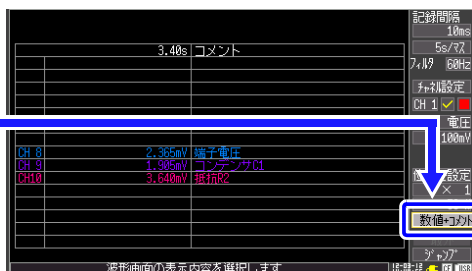 記録間隔
10ms
5s/マス
フィルタ 60Hz
チャネル設定
CH 1
電圧
100mV
設定
× 1
数値+コメント
ジャンプ
3.40s コメント
CH 8 2.365mV 端子電圧
CH 9 1.905mV コンデンサC1
CH10 3.640mV 抵抗R2
波形画面の表示内容を選択します